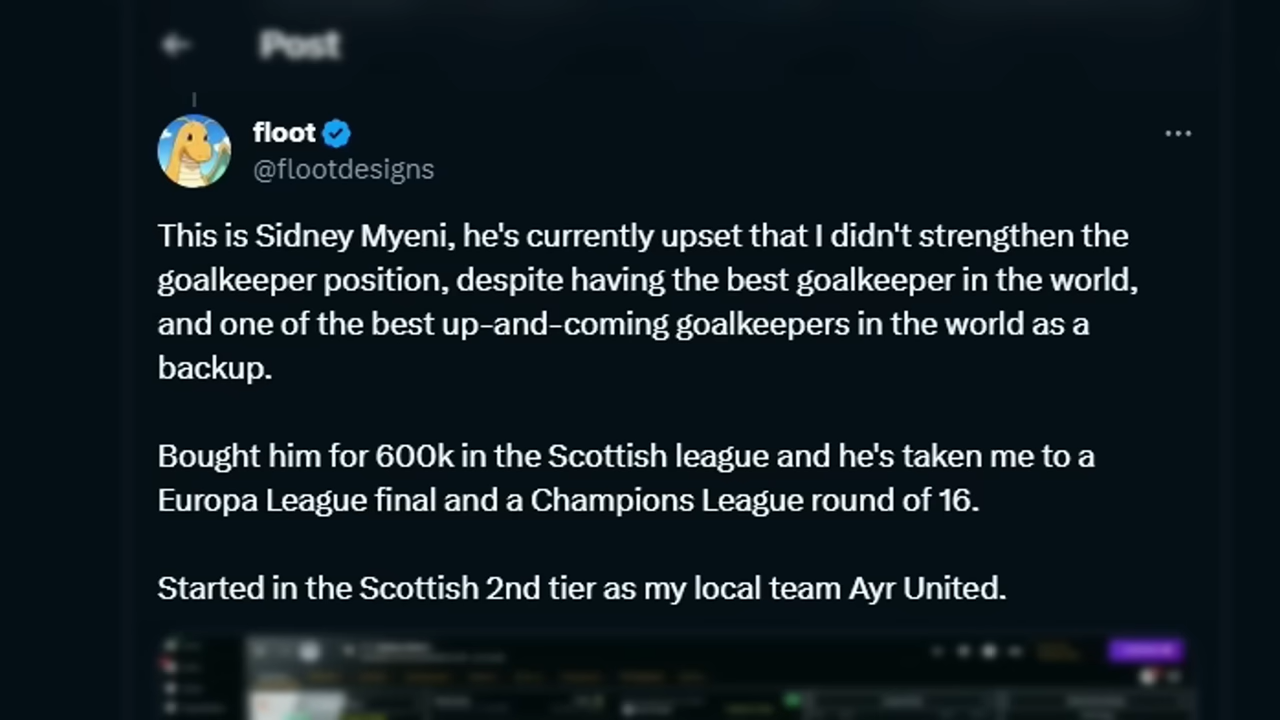 Post
floot
@flootdesigns
This is Sidney Myeni, he's currently upset that I didn't strengthen the
goalkeeper position, despite having the best goalkeeper in the world,
and one of the best up-and-coming goalkeepers in the world as a
backup.
Bought him for 600k in the Scottish league and he's taken me to a
Europa League final and a Champions League round of 16.
Started in the Scottish 2nd tier as my local team Ayr United.